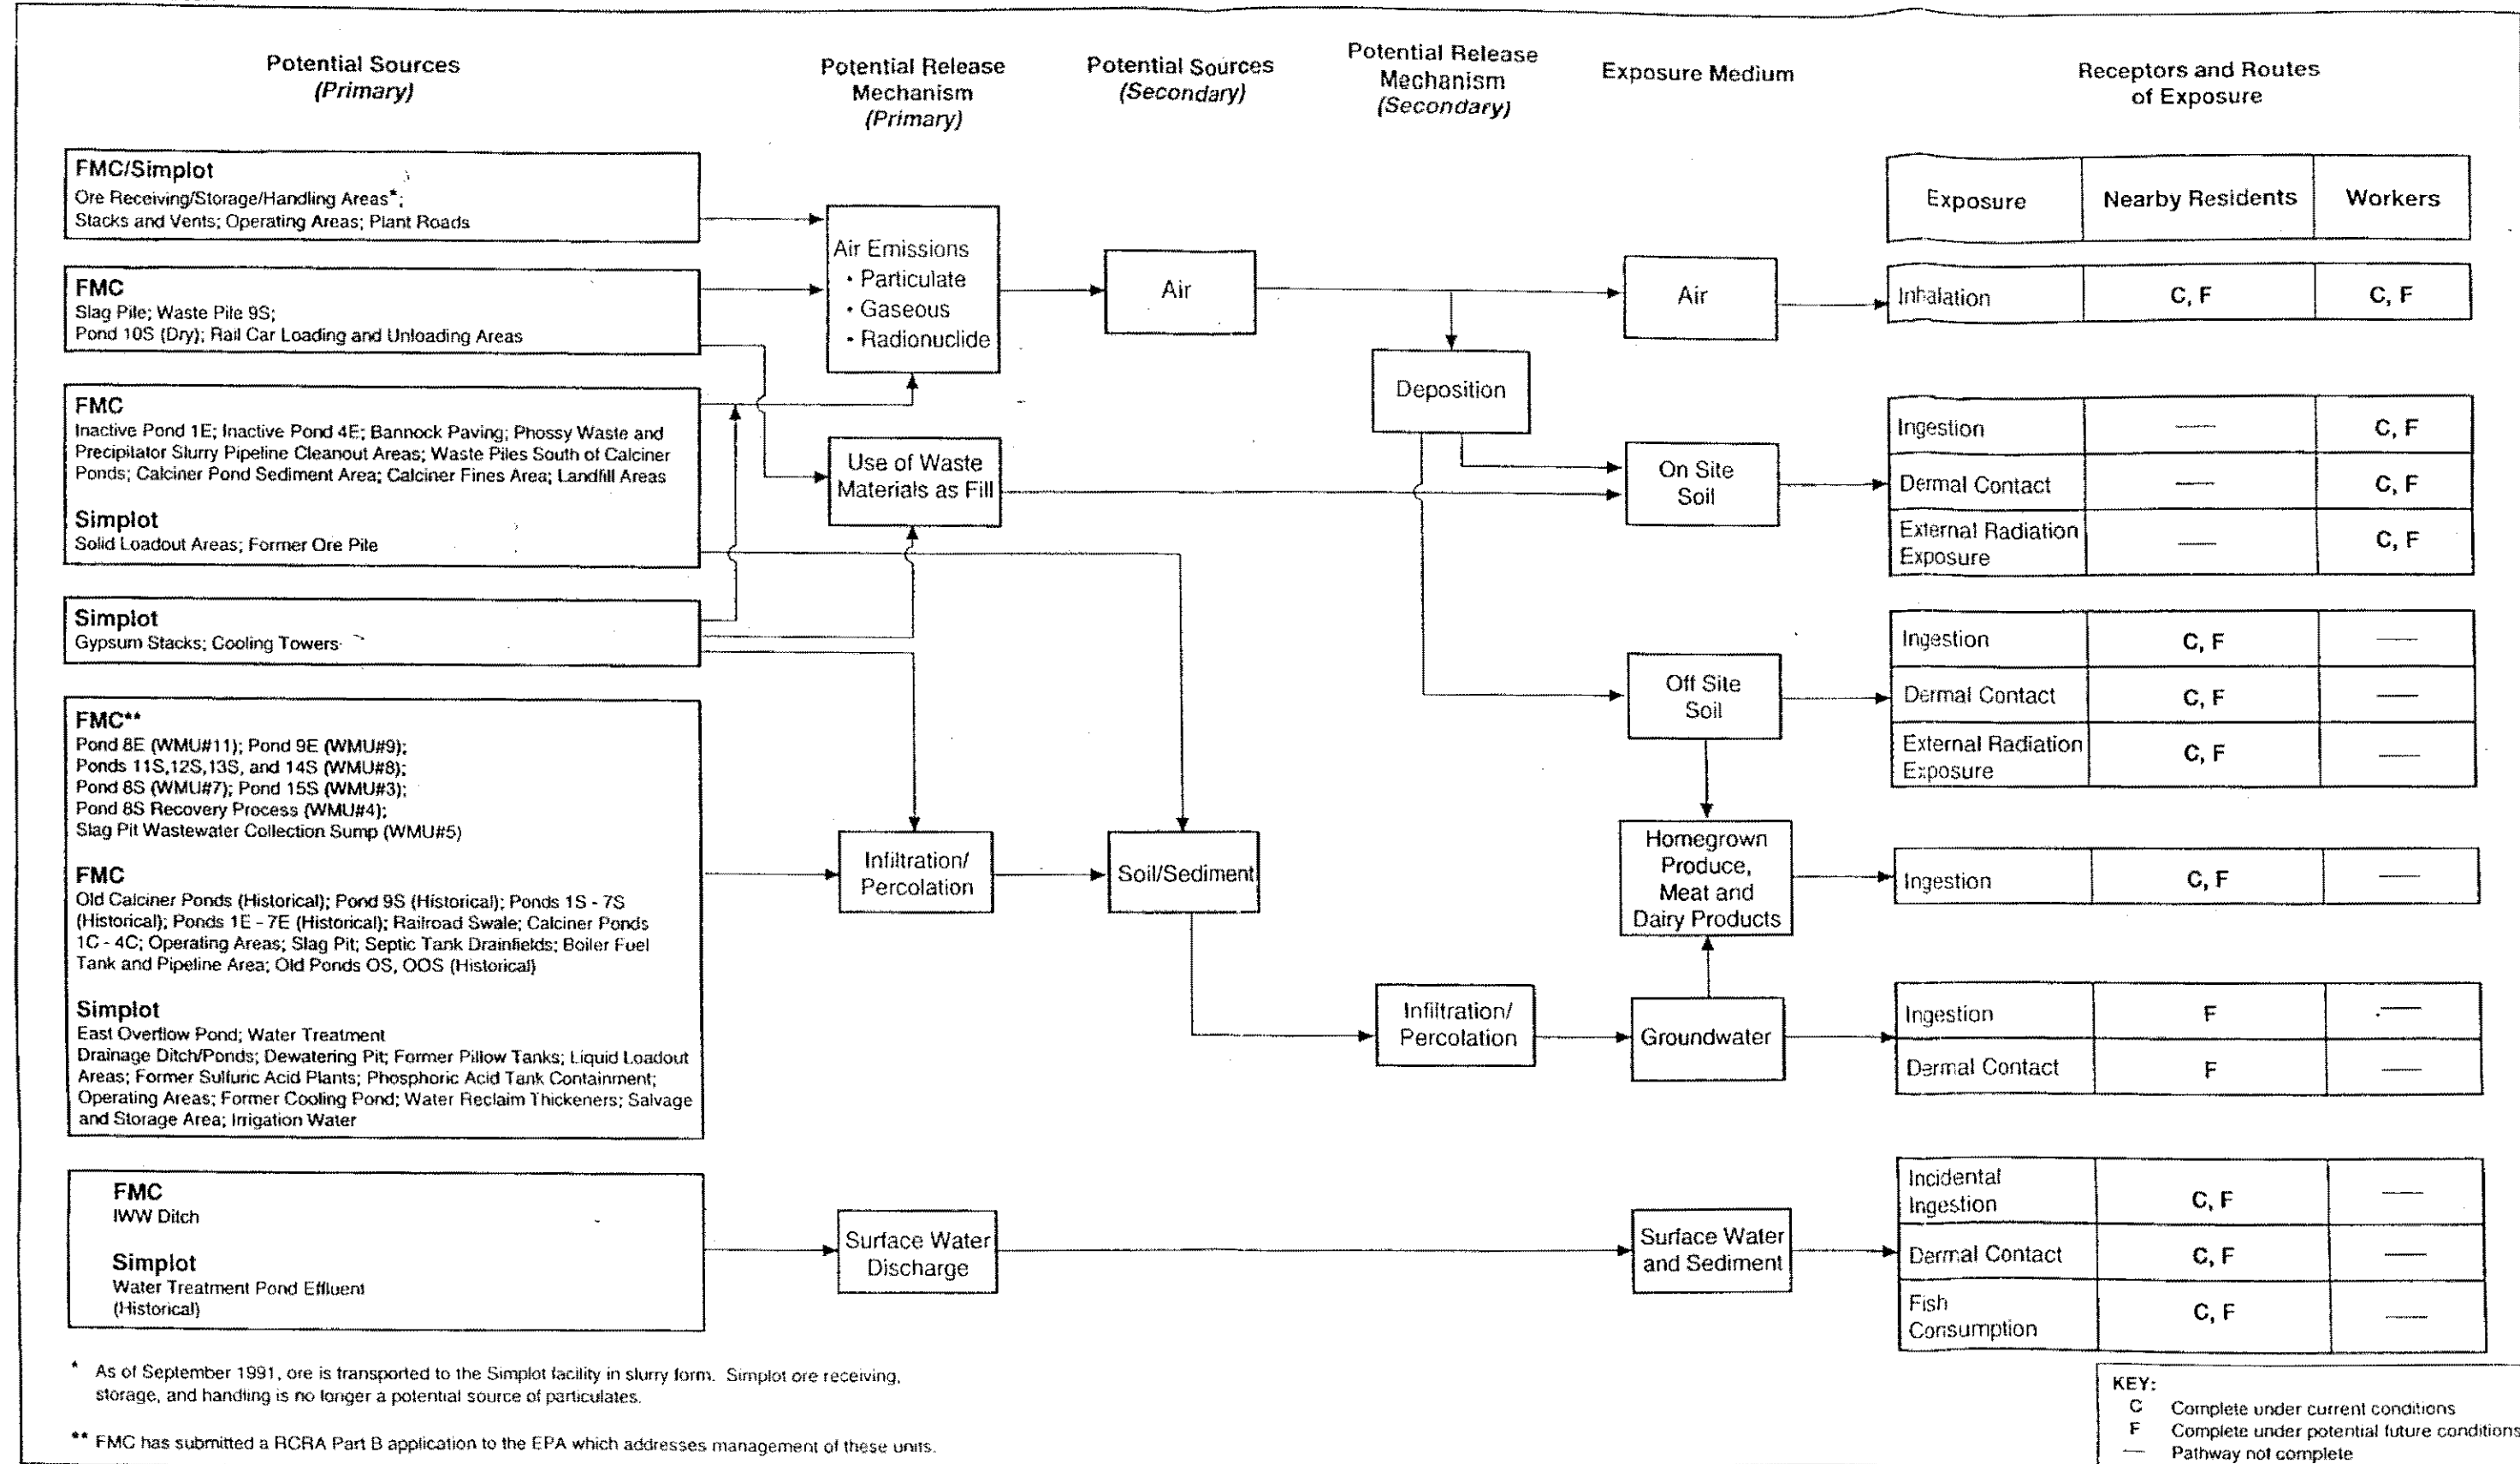 Potential Sources
(Primary)
Potential Release
Mechanism
(Primary)
Potential Sources
(Secondary)
Potential Release
Mechanism
(Secondary)
Exposure Medium
Receptors and Routes
of Exposure
FMC/Simplot
Ore Receiving/Storage/Handling Areas*;
Stacks and Vents; Operating Areas; Plant Roads
FMC
Slag Pile; Waste Pile 9S;
Pond 10S (Dry); Rail Car Loading and Unloading Areas
FMC
Inactive Pond 1E; Inactive Pond 4E; Bannock Paving; Phossy Waste and
Precipitator Slurry Pipeline Cleanout Areas; Waste Piles South of Calciner
Ponds; Calciner Pond Sediment Area; Calciner Fines Area; Landfill Areas
Simplot
Solid Loadout Areas; Former Ore Pile
Simplot
Gypsum Stacks; Cooling Towers
FMC**
Pond 8E (WMU#11); Pond 9E (WMU#9);
Ponds 11S,12S,13S, and 14S (WMU#8);
Pond 8S (WMU#7); Pond 15S (WMU#3);
Pond 8S Recovery Process (WMU#4);
Slag Pit Wastewater Collection Sump (WMU#5)
FMC
Old Calciner Ponds (Historical); Pond 9S (Historical); Ponds 1S - 7S
(Historical); Ponds 1E - 7E (Historical); Railroad Swale; Calciner Ponds
1C - 4C; Operating Areas; Slag Pit; Septic Tank Drainfields; Boiler Fuel
Tank and Pipeline Area; Old Ponds OS, OOS (Historical)
Simplot
East Overflow Pond; Water Treatment
Drainage Ditch/Ponds; Dewatering Pit; Former Pillow Tanks; Liquid Loadout
Areas; Former Sulfuric Acid Plants; Phosphoric Acid Tank Containment;
Operating Areas; Former Cooling Pond; Water Reclaim Thickeners; Salvage
and Storage Area; Irrigation Water
FMC
IWW Ditch
Simplot
Water Treatment Pond Effluent
(Historical)
Air Emissions
• Particulate
• Gaseous
• Radionuclide
Use of Waste
Materials as Fill
Infiltration/
Percolation
Surface Water
Discharge
Air
Soil/Sediment
Deposition
Infiltration/
Percolation
Air
On Site
Soil
Off Site
Soil
Homegrown
Produce,
Meat and
Dairy Products
Groundwater
Surface Water
and Sediment
Exposure Nearby Residents Workers
Inhalation C, F C, F
Ingestion — C, F
Dermal Contact — C, F
External Radiation
Exposure — C, F
Ingestion C, F —
Dermal Contact C, F —
External Radiation
Exposure C, F —
Ingestion C, F —
Ingestion F —
Dermal Contact F —
Incidental
Ingestion C, F —
Dermal Contact C, F —
Fish
Consumption C, F —
* As of September 1991, ore is transported to the Simplot facility in slurry form. Simplot ore receiving,
storage, and handling is no longer a potential source of particulates.
** FMC has submitted a RCRA Part B application to the EPA which addresses management of these units.
KEY:
C Complete under current conditions
F Complete under potential future conditions
— Pathway not complete